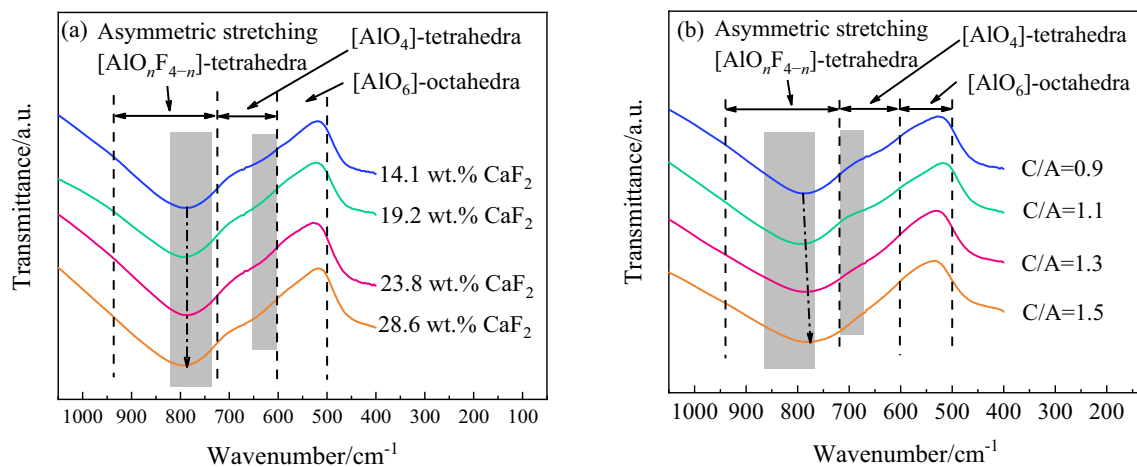 (a) Asymmetric stretching
[AlOₙF₄₋ₙ]-tetrahedra
[AlO₄]-tetrahedra
[AlO₆]-octahedra
14.1 wt.% CaF₂
19.2 wt.% CaF₂
23.8 wt.% CaF₂
28.6 wt.% CaF₂
Transmittance/a.u.
1000 900 800 700 600 500 400 300 200 100
Wavenumber/cm⁻¹
(b) Asymmetric stretching
[AlOₙF₄₋ₙ]-tetrahedra
[AlO₄]-tetrahedra
[AlO₆]-octahedra
C/A=0.9
C/A=1.1
C/A=1.3
C/A=1.5
Transmittance/a.u.
1000 900 800 700 600 500 400 300 200
Wavenumber/cm⁻¹